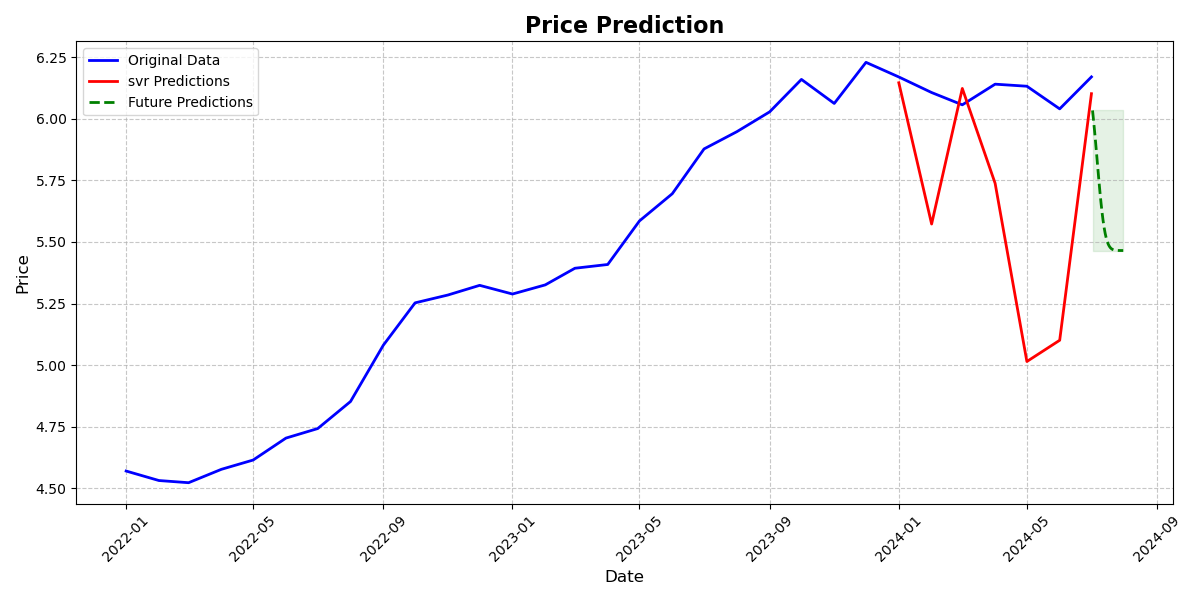 Price Prediction
Original Data
svr Predictions
Future Predictions
Price
6.25
6.00
5.75
5.50
5.25
5.00
4.75
4.50
2022-01
2022-05
2022-09
2023-01
2023-05
2023-09
2024-01
2024-05
2024-09
Date